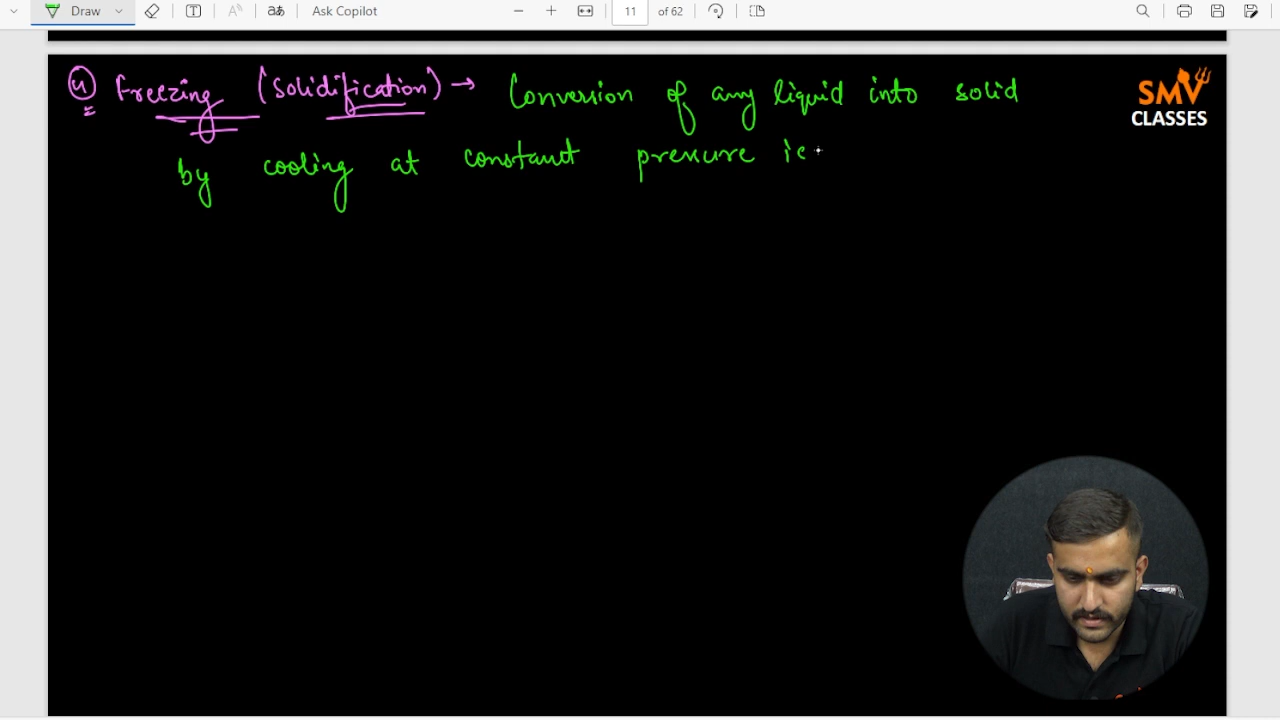 Draw
Ask Copilot
11 of 62
④ Freezing (Solidification) → Conversion of any liquid into solid
by cooling at constant pressure ie.
SMV
CLASSES